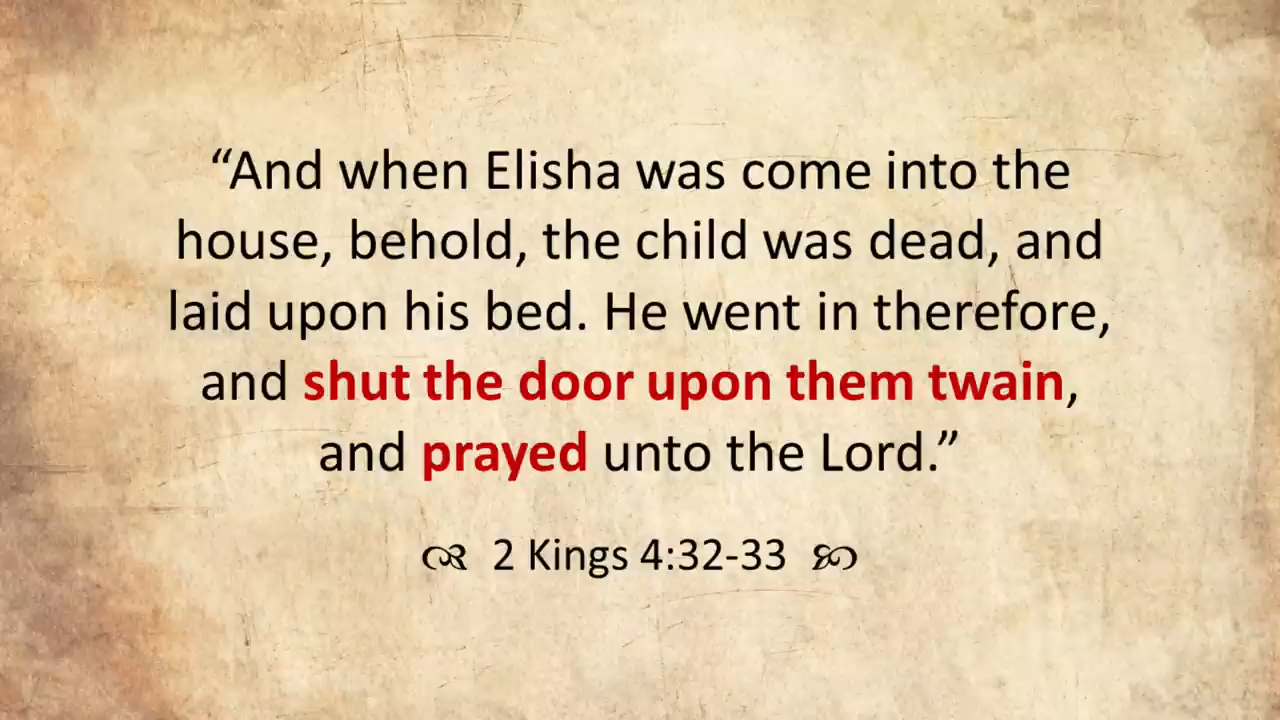 “And when Elisha was come into the
house, behold, the child was dead, and
laid upon his bed. He went in therefore,
and shut the door upon them twain,
and prayed unto the Lord.”
2 Kings 4:32-33